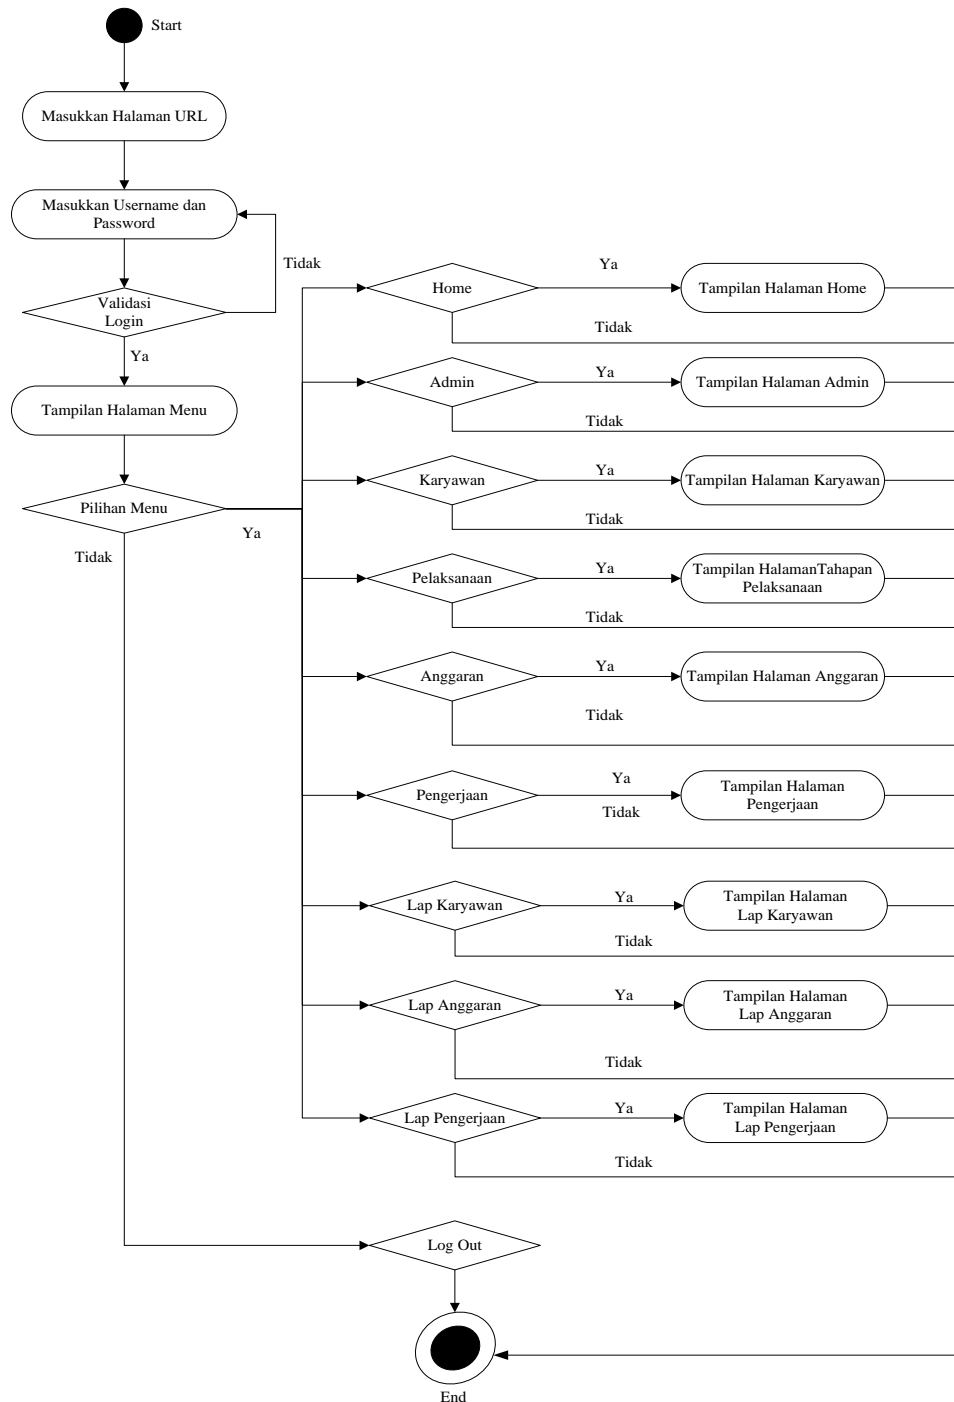 Start
Masukkan Halaman URL
Masukkan Username dan
Password
Tidak
Validasi
Login
Ya
Tampilan Halaman Menu
Pilihan Menu
Ya
Tidak
Home
Ya
Tampilan Halaman Home
Tidak
Admin
Ya
Tampilan Halaman Admin
Tidak
Karyawan
Ya
Tampilan Halaman Karyawan
Tidak
Pelaksanaan
Ya
Tampilan HalamanTahapan
Pelaksanaan
Tidak
Anggaran
Ya
Tampilan Halaman Anggaran
Tidak
Pengerjaan
Ya
Tampilan Halaman
Pengerjaan
Tidak
Lap Karyawan
Ya
Tampilan Halaman
Lap Karyawan
Tidak
Lap Anggaran
Ya
Tampilan Halaman
Lap Anggaran
Tidak
Lap Pengerjaan
Ya
Tampilan Halaman
Lap Pengerjaan
Tidak
Log Out
End